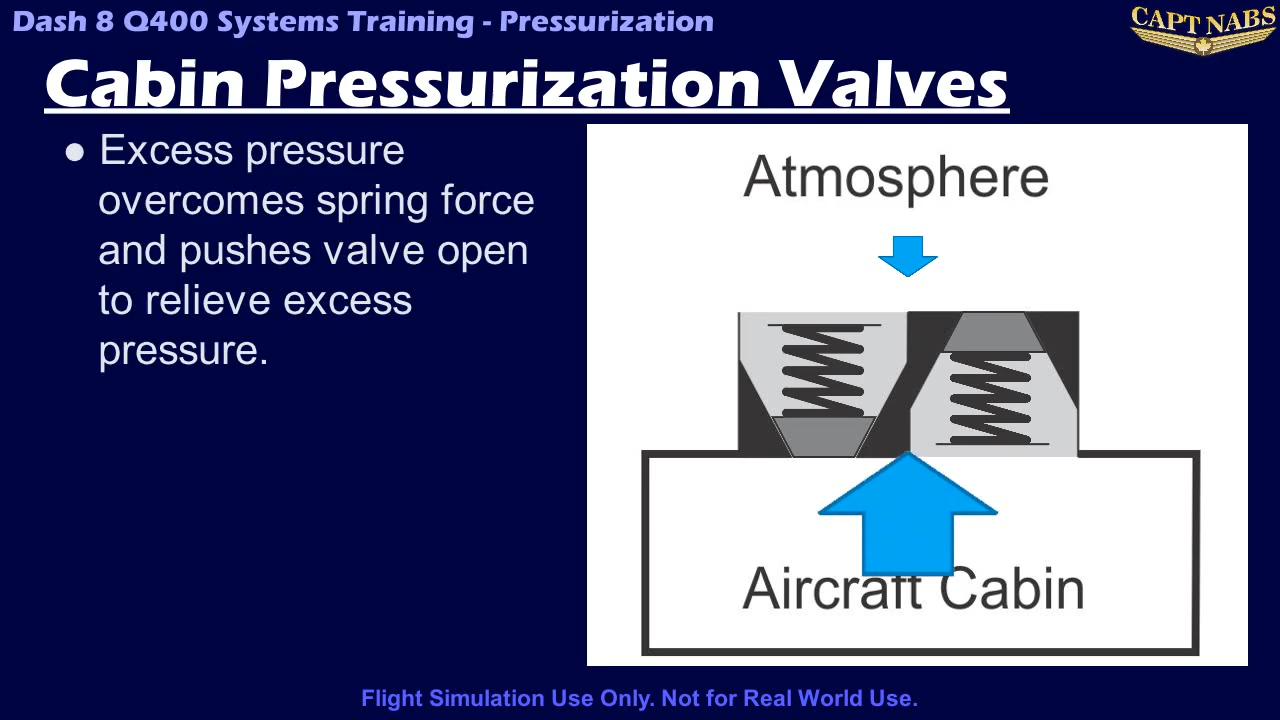 Dash 8 Q400 Systems Training - Pressurization
CAPT NABS
Cabin Pressurization Valves
● Excess pressure
overcomes spring force
and pushes valve open
to relieve excess
pressure.
Atmosphere
Aircraft Cabin
Flight Simulation Use Only. Not for Real World Use.